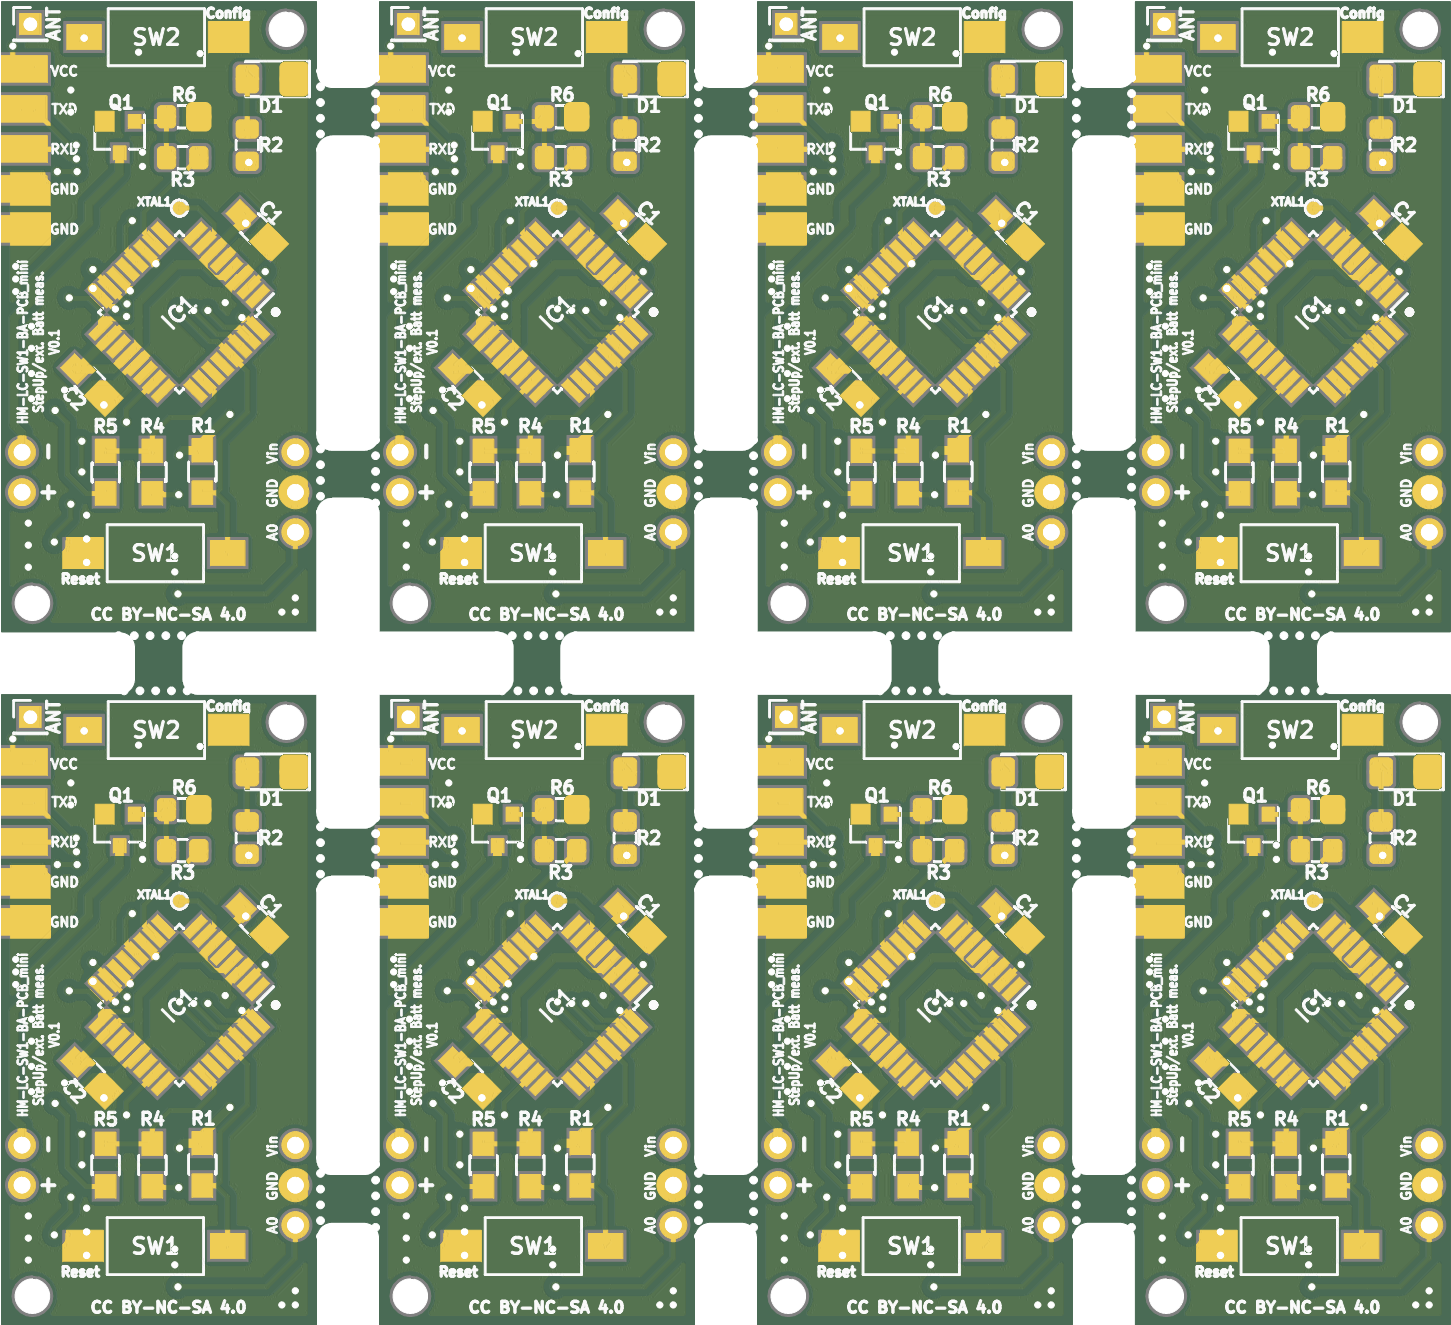 ANT
SW2
Config
VCC
D1
R6
Q1
TXD
RXD
R2
R3
GND
XTAL1
C1
GND
HM-LC-SW1-BA-PCB_mini
StepUp/ext. Batt meas.
V0.1
IC1
C2
R5 R4 R1
-
+
Vin
GND
A0
SW1
Reset
CC BY-NC-SA 4.0
ANT
SW2
Config
VCC
D1
R6
Q1
TXD
RXD
R2
R3
GND
XTAL1
C1
GND
HM-LC-SW1-BA-PCB_mini
StepUp/ext. Batt meas.
V0.1
IC1
C2
R5 R4 R1
-
+
Vin
GND
A0
SW1
Reset
CC BY-NC-SA 4.0
ANT
SW2
Config
VCC
D1
R6
Q1
TXD
RXD
R2
R3
GND
XTAL1
C1
GND
HM-LC-SW1-BA-PCB_mini
StepUp/ext. Batt meas.
V0.1
IC1
C2
R5 R4 R1
-
+
Vin
GND
A0
SW1
Reset
CC BY-NC-SA 4.0
ANT
SW2
Config
VCC
D1
R6
Q1
TXD
RXD
R2
R3
GND
XTAL1
C1
GND
HM-LC-SW1-BA-PCB_mini
StepUp/ext. Batt meas.
V0.1
IC1
C2
R5 R4 R1
-
+
Vin
GND
A0
SW1
Reset
CC BY-NC-SA 4.0
ANT
SW2
Config
VCC
D1
R6
Q1
TXD
RXD
R2
R3
GND
XTAL1
C1
GND
HM-LC-SW1-BA-PCB_mini
StepUp/ext. Batt meas.
V0.1
IC1
C2
R5 R4 R1
-
+
Vin
GND
A0
SW1
Reset
CC BY-NC-SA 4.0
ANT
SW2
Config
VCC
D1
R6
Q1
TXD
RXD
R2
R3
GND
XTAL1
C1
GND
HM-LC-SW1-BA-PCB_mini
StepUp/ext. Batt meas.
V0.1
IC1
C2
R5 R4 R1
-
+
Vin
GND
A0
SW1
Reset
CC BY-NC-SA 4.0
ANT
SW2
Config
VCC
D1
R6
Q1
TXD
RXD
R2
R3
GND
XTAL1
C1
GND
HM-LC-SW1-BA-PCB_mini
StepUp/ext. Batt meas.
V0.1
IC1
C2
R5 R4 R1
-
+
Vin
GND
A0
SW1
Reset
CC BY-NC-SA 4.0
ANT
SW2
Config
VCC
D1
R6
Q1
TXD
RXD
R2
R3
GND
XTAL1
C1
GND
HM-LC-SW1-BA-PCB_mini
StepUp/ext. Batt meas.
V0.1
IC1
C2
R5 R4 R1
-
+
Vin
GND
A0
SW1
Reset
CC BY-NC-SA 4.0